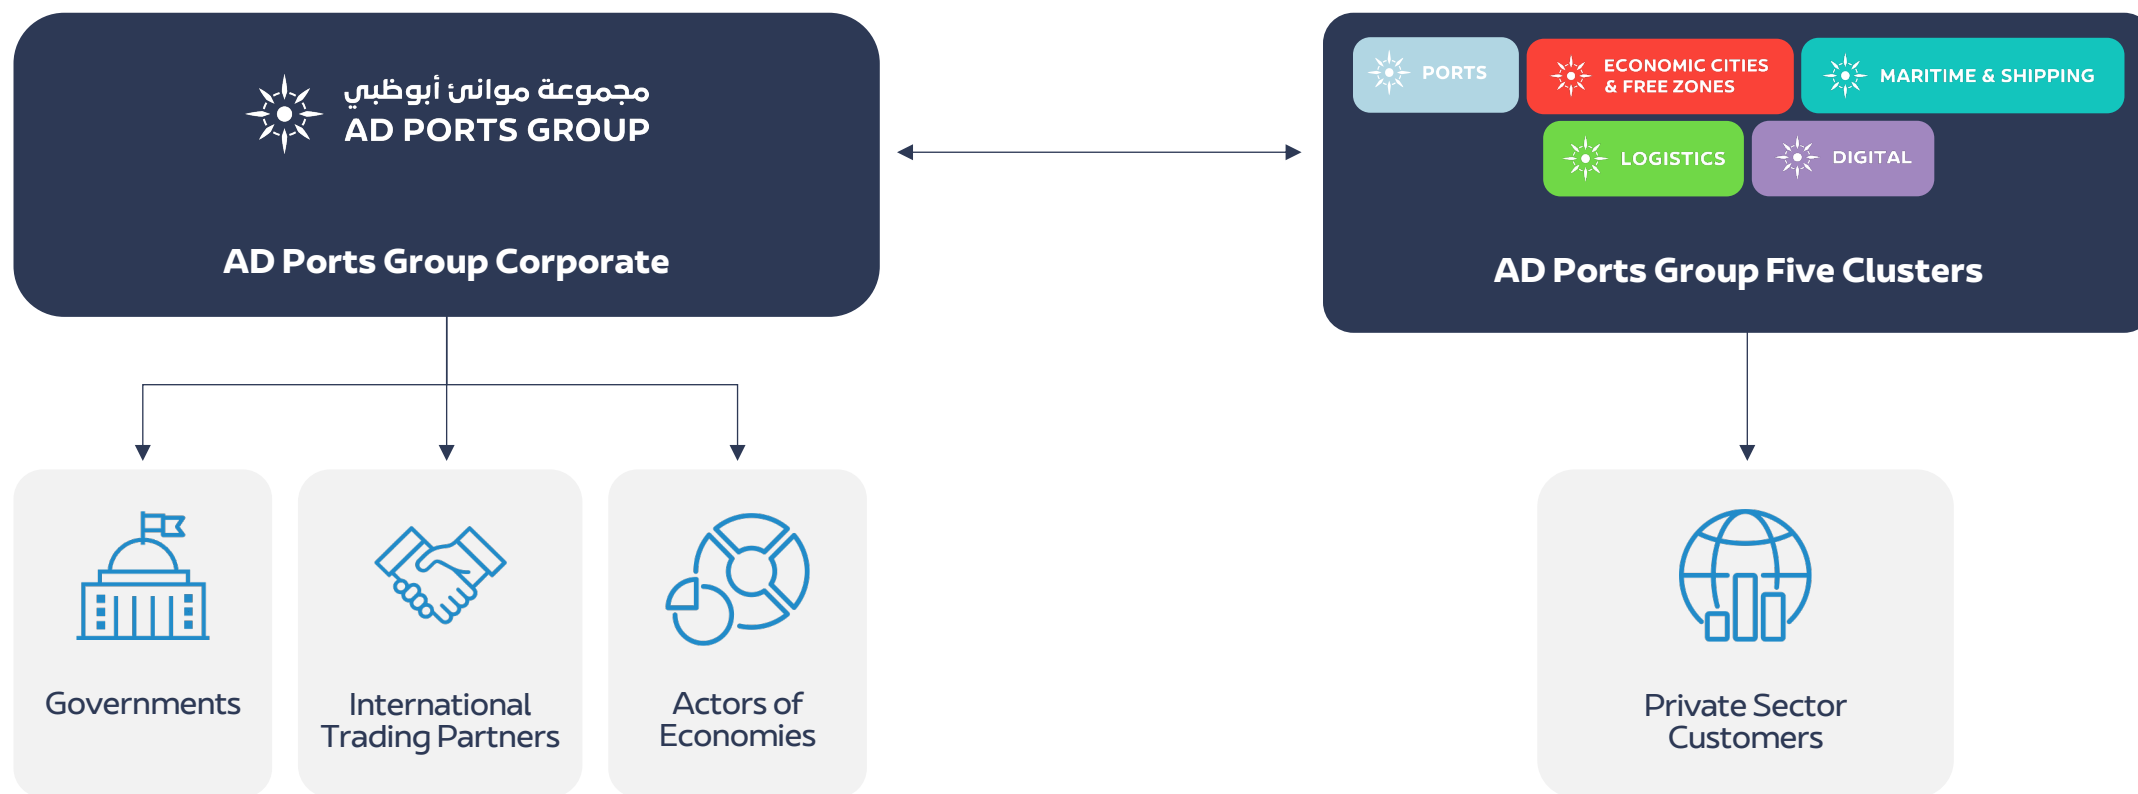 مجموعة موانئ أبوظبي
AD PORTS GROUP
AD Ports Group Corporate
PORTS
ECONOMIC CITIES
& FREE ZONES
MARITIME & SHIPPING
LOGISTICS
DIGITAL
AD Ports Group Five Clusters
Governments
International
Trading Partners
Actors of
Economies
Private Sector
Customers